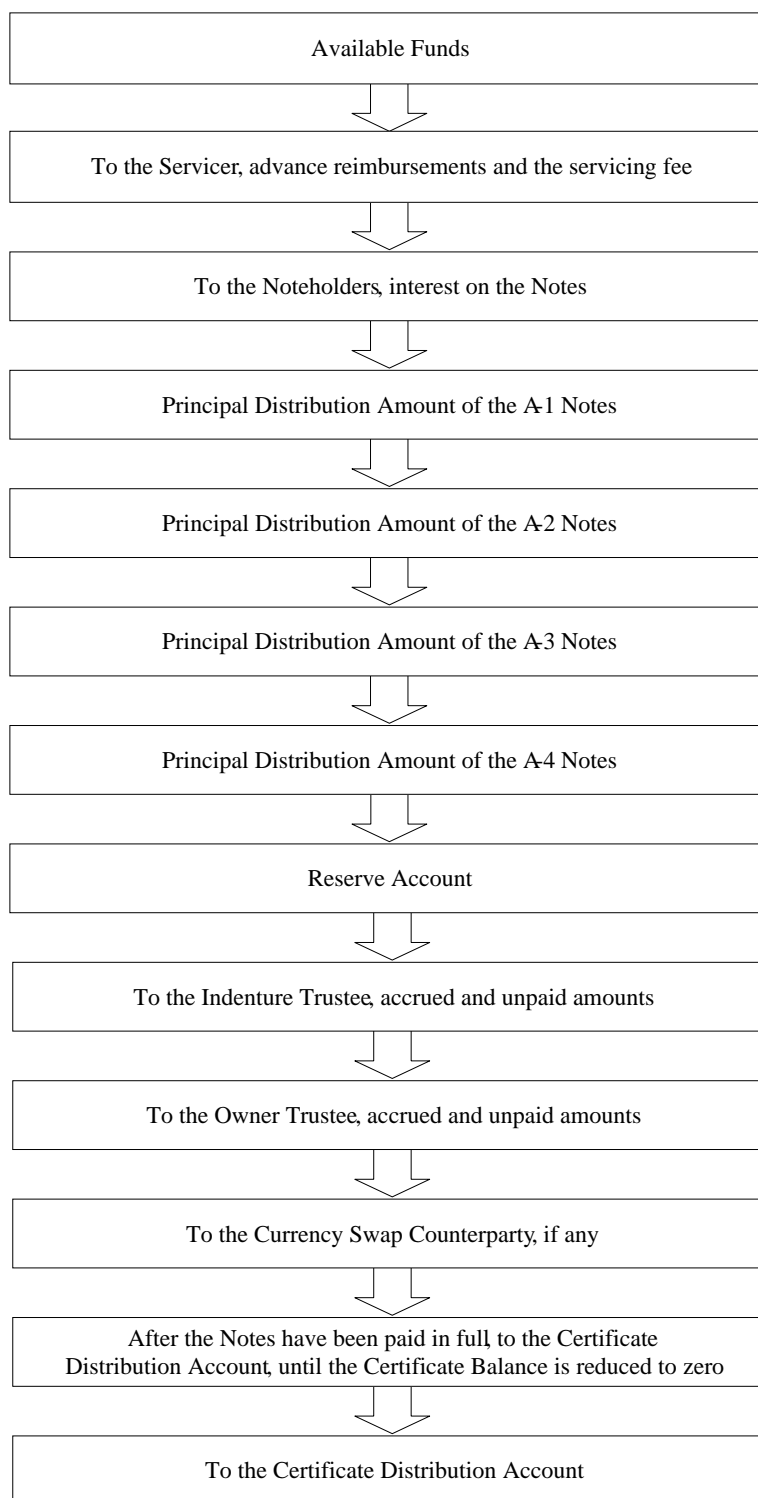 Available Funds
To the Servicer, advance reimbursements and the servicing fee
To the Noteholders, interest on the Notes
Principal Distribution Amount of the A-1 Notes
Principal Distribution Amount of the A-2 Notes
Principal Distribution Amount of the A-3 Notes
Principal Distribution Amount of the A-4 Notes
Reserve Account
To the Indenture Trustee, accrued and unpaid amounts
To the Owner Trustee, accrued and unpaid amounts
To the Currency Swap Counterparty, if any
After the Notes have been paid in full, to the Certificate
Distribution Account, until the Certificate Balance is reduced to zero
To the Certificate Distribution Account